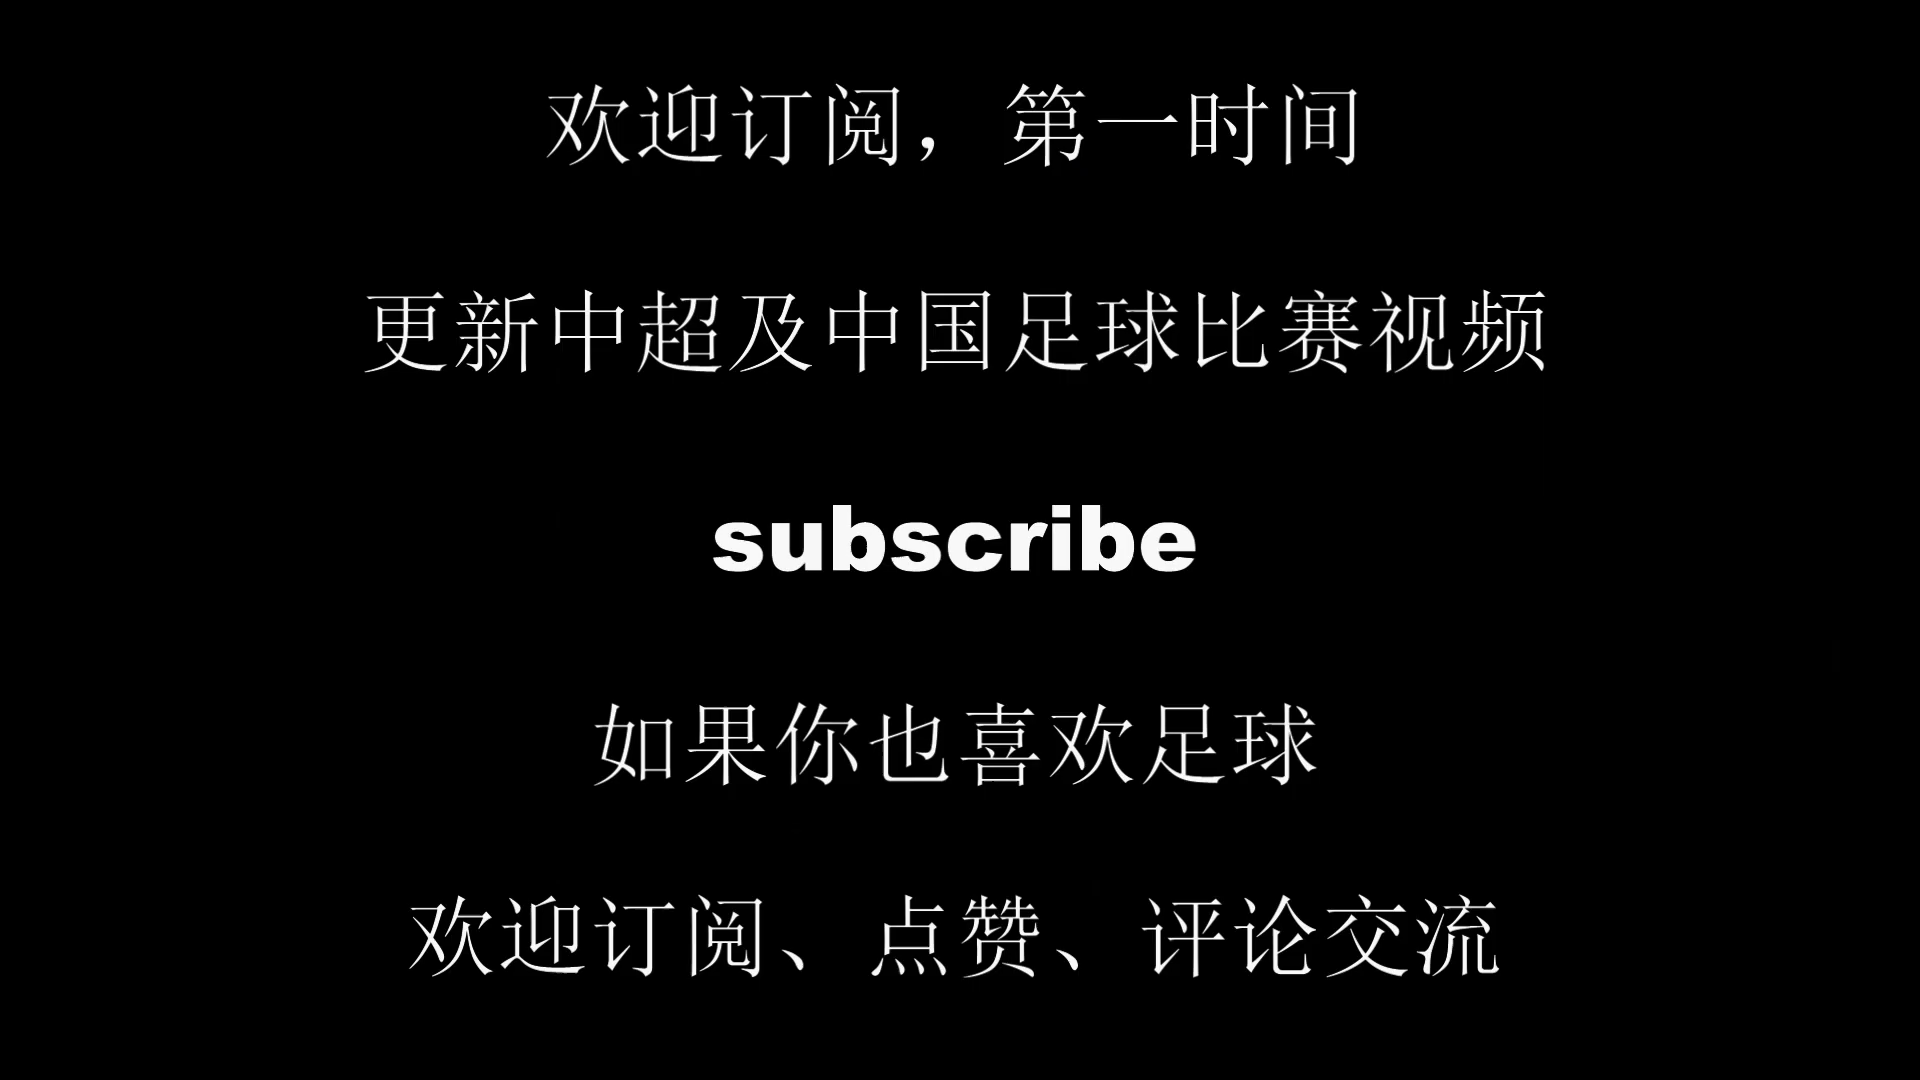 欢迎订阅，第一时间
更新中超及中国足球比赛视频
subscribe
如果你也喜欢足球
欢迎订阅、点赞、评论交流